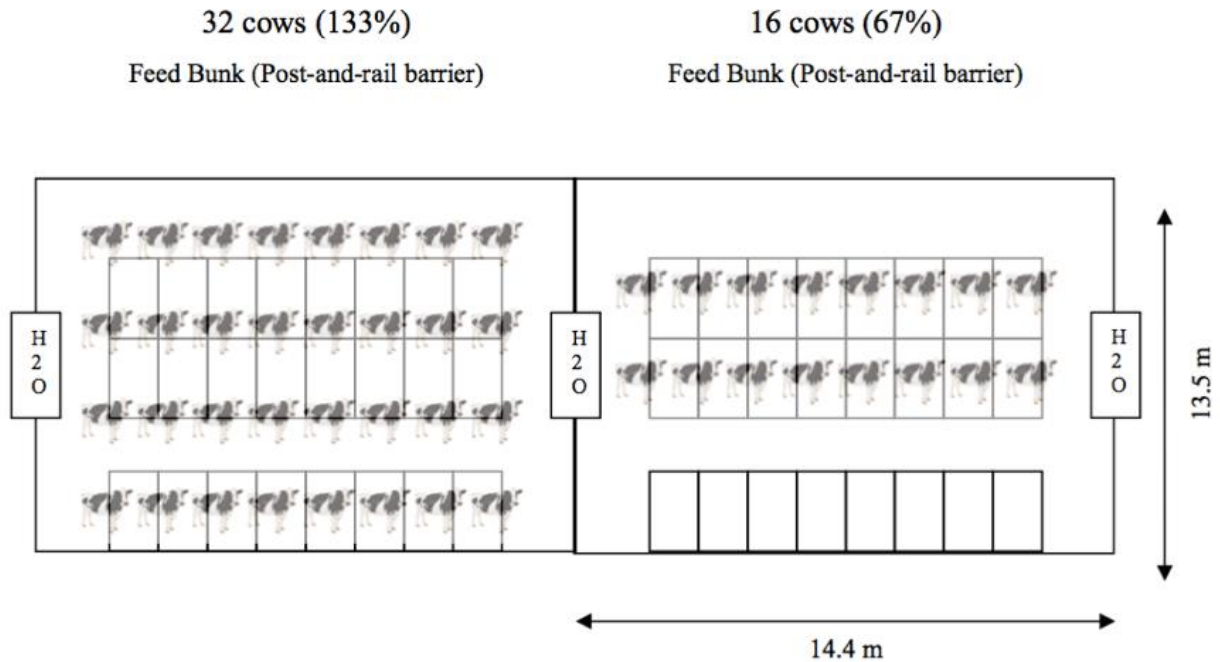 32 cows (133%)
Feed Bunk (Post-and-rail barrier)
16 cows (67%)
Feed Bunk (Post-and-rail barrier)
H
2
O
H
2
O
H
2
O
13.5 m
14.4 m